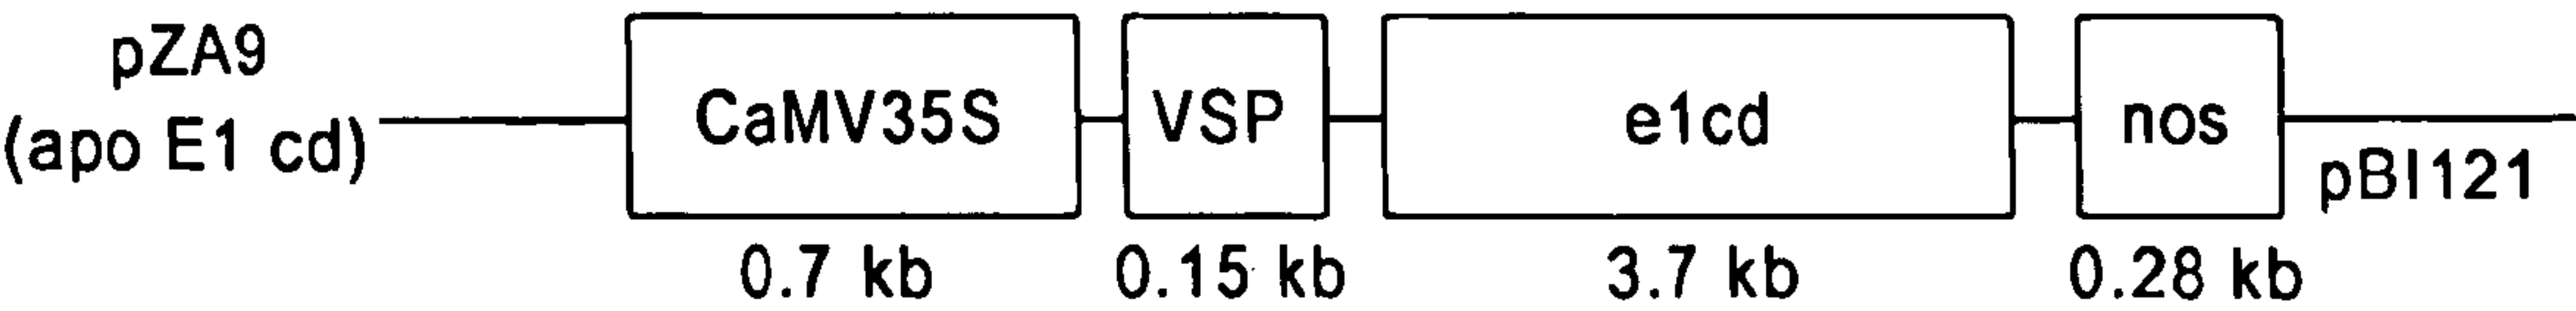 pZA9
(apo E1 cd)
CaMV35S
VSP
e1cd
nos
pBI121
0.7 kb
0.15 kb
3.7 kb
0.28 kb